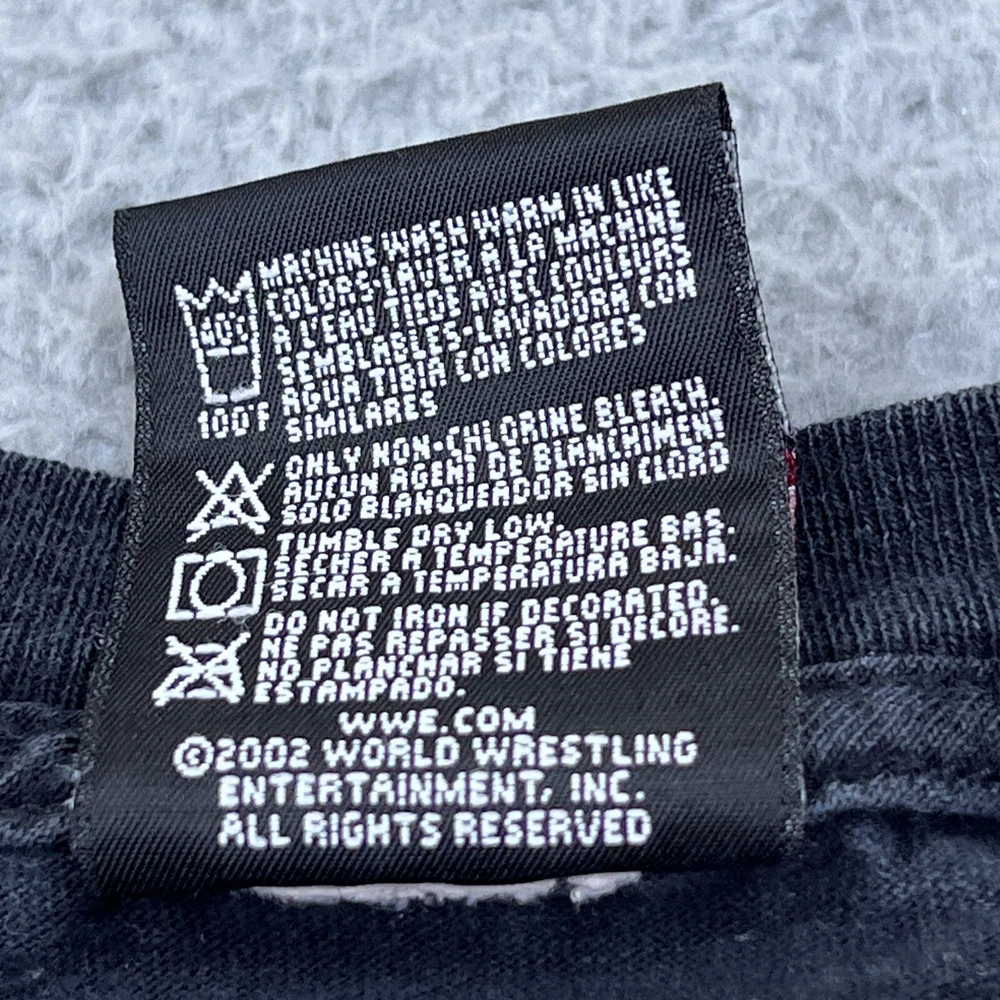 MACHINE WASH WARM IN LIKE
COLORS-LAVER A LA MACHINE
A L'EAU TIEDE AVEC COULEURS
SEMBLABLES-LAVADORA CON
AGUA TIBIA CON COLORES
SIMILARES
40C
100°F
ONLY NON-CHLORINE BLEACH.
AUCUN AGENT DE BLANCHIMENT
SOLO BLANQUEADOR SIN CLORO
TUMBLE DRY LOW.
SECHER A TEMPERATURE BAS.
SECAR A TEMPERATURA BAJA.
DO NOT IRON IF DECORATED.
NE PAS REPASSER SI DECORE.
NO PLANCHAR SI TIENE
ESTAMPADO.
WWE.COM
©2002 WORLD WRESTLING
ENTERTAINMENT, INC.
ALL RIGHTS RESERVED